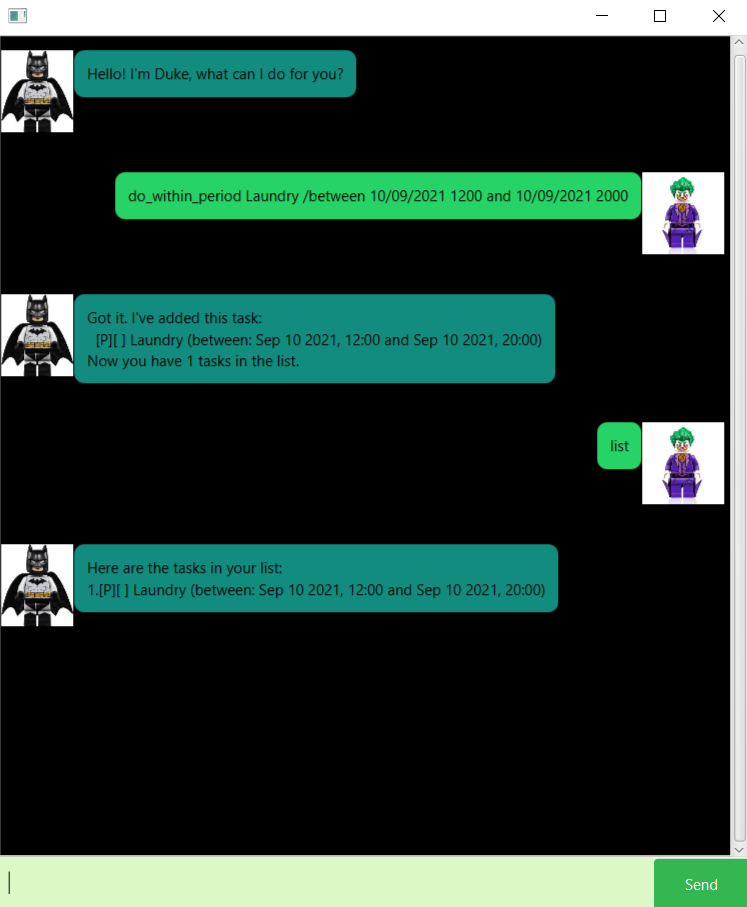 Hello! I'm Duke, what can I do for you?
do_within_period Laundry /between 10/09/2021 1200 and 10/09/2021 2000
Got it. I've added this task:
[P][ ] Laundry (between: Sep 10 2021, 12:00 and Sep 10 2021, 20:00)
Now you have 1 tasks in the list.
list
Here are the tasks in your list:
1.[P][ ] Laundry (between: Sep 10 2021, 12:00 and Sep 10 2021, 20:00)
Send